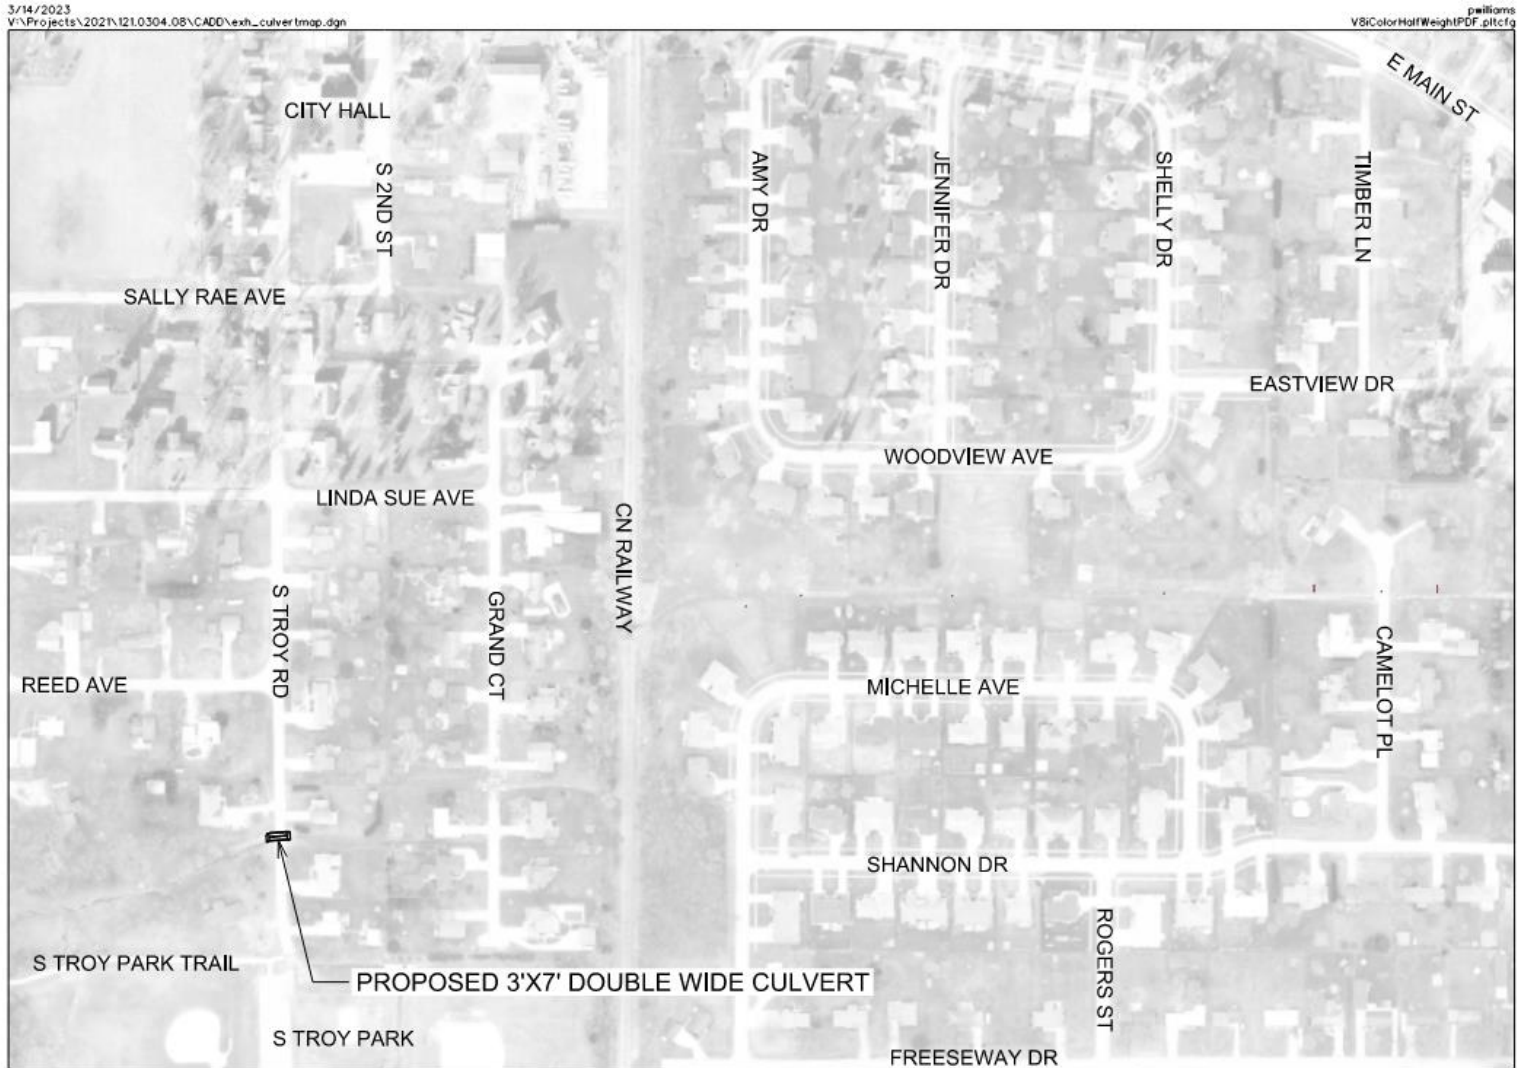 3/14/2023
V:\Projects\2021\121.0304.08\CADD\exh_culvertmap.dgn
pwilliams
V8iColorHalfWeightPDF.pltcfg
E MAIN ST
CITY HALL
S 2ND ST
AMY DR
JENNIFER DR
SHELLY DR
TIMBER LN
SALLY RAE AVE
EASTVIEW DR
WOODVIEW AVE
LINDA SUE AVE
CN RAILWAY
S TROY RD
GRAND CT
CAMELOT PL
REED AVE
MICHELLE AVE
SHANNON DR
ROGERS ST
S TROY PARK TRAIL
PROPOSED 3'X7' DOUBLE WIDE CULVERT
S TROY PARK
FREESEWAY DR